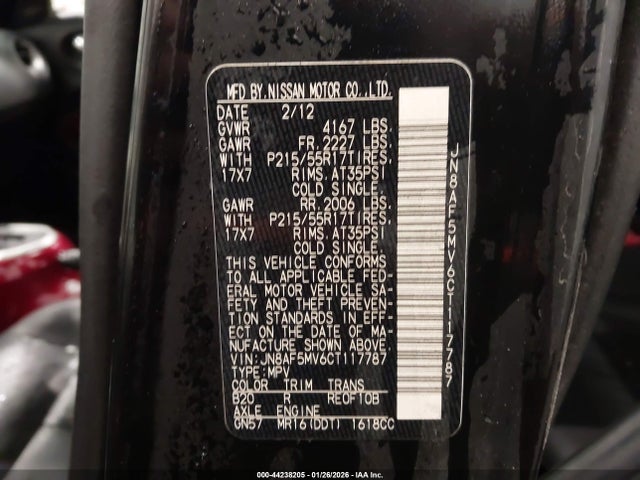 MFD BY.NISSAN MOTOR CO.,LTD.
DATE 2/12
GVWR 4167 LBS.
GAWR FR.2227 LBS.
WITH P215/55R17TIRES.
17X7 RIMS.AT35PSI
COLD SINGLE.
GAWR RR.2006 LBS.
WITH P215/55R17TIRES.
17X7 RIMS.AT35PSI
COLD SINGLE.
THIS VEHICLE CONFORMS
TO ALL APPLICABLE FED-
ERAL MOTOR VEHICLE SA-
FETY AND THEFT PREVEN-
TION STANDARDS IN EFF-
ECT ON THE DATE OF MA-
NUFACTURE SHOWN ABOVE.
VIN:JN8AF5MV6CT117787
TYPE:MPV
COLOR TRIM TRANS
B20 R RE0F10B
AXLE ENGINE
GN57 MR16(DDT) 1618CC
JN8AF5MV6CT117787
000-44238205 | 01/26/2026 | IAA Inc.